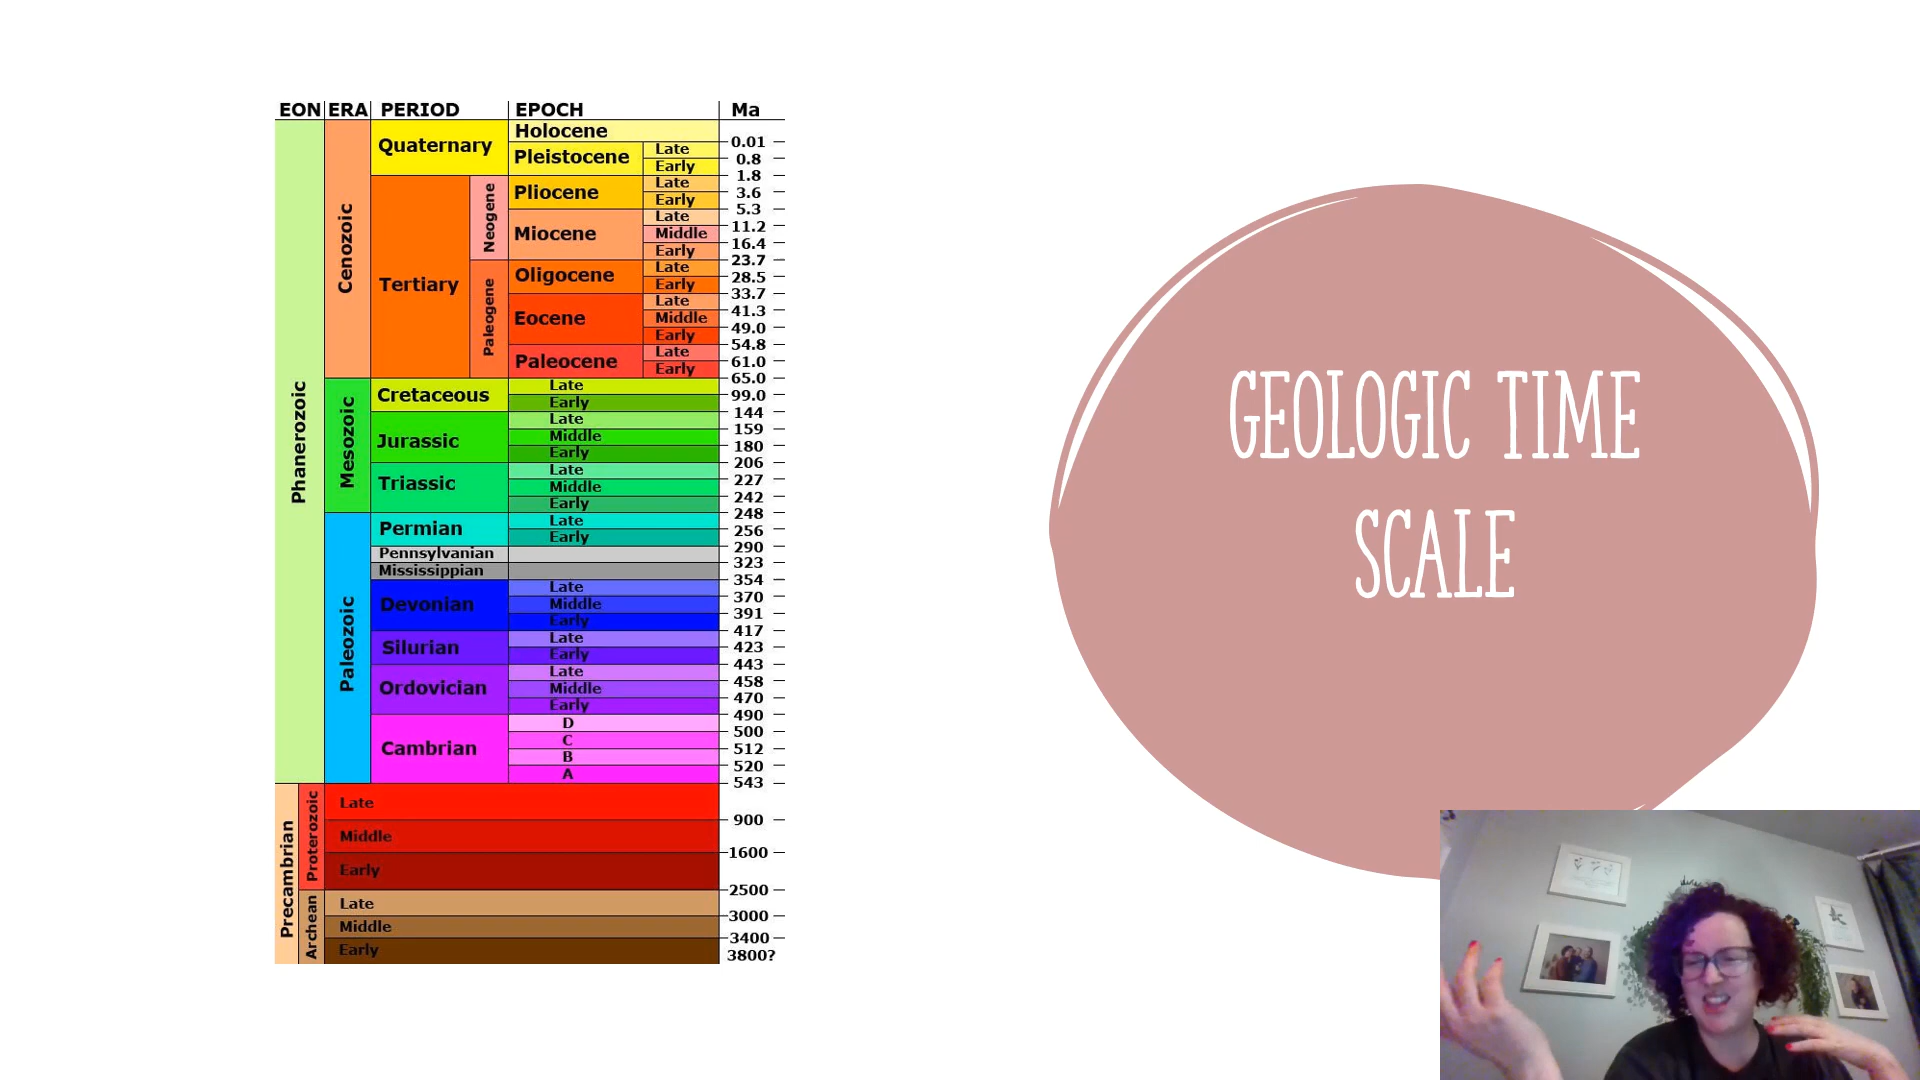 EON ERA PERIOD EPOCH Ma
Phanerozoic
Cenozoic
Quaternary
Holocene
0.01
Pleistocene
Late
0.8
Early
1.8
Tertiary
Neogene
Pliocene
Late
3.6
Early
5.3
Miocene
Late
11.2
Middle
16.4
Early
23.7
Paleogene
Oligocene
Late
28.5
Early
33.7
Eocene
Late
41.3
Middle
49.0
Early
54.8
Paleocene
Late
61.0
Early
65.0
Mesozoic
Cretaceous
Late
99.0
Early
144
Jurassic
Late
159
Middle
180
Early
206
Triassic
Late
227
Middle
242
Early
248
Paleozoic
Permian
Late
256
Early
290
Pennsylvanian
323
Mississippian
354
Devonian
Late
370
Middle
391
Early
417
Silurian
Late
423
Early
443
Ordovician
Late
458
Middle
470
Early
490
Cambrian
D
500
C
512
B
520
A
543
Precambrian
Proterozoic
Late
900
Middle
1600
Early
2500
Archean
Late
3000
Middle
3400
Early
3800?
GEOLOGIC TIME
SCALE